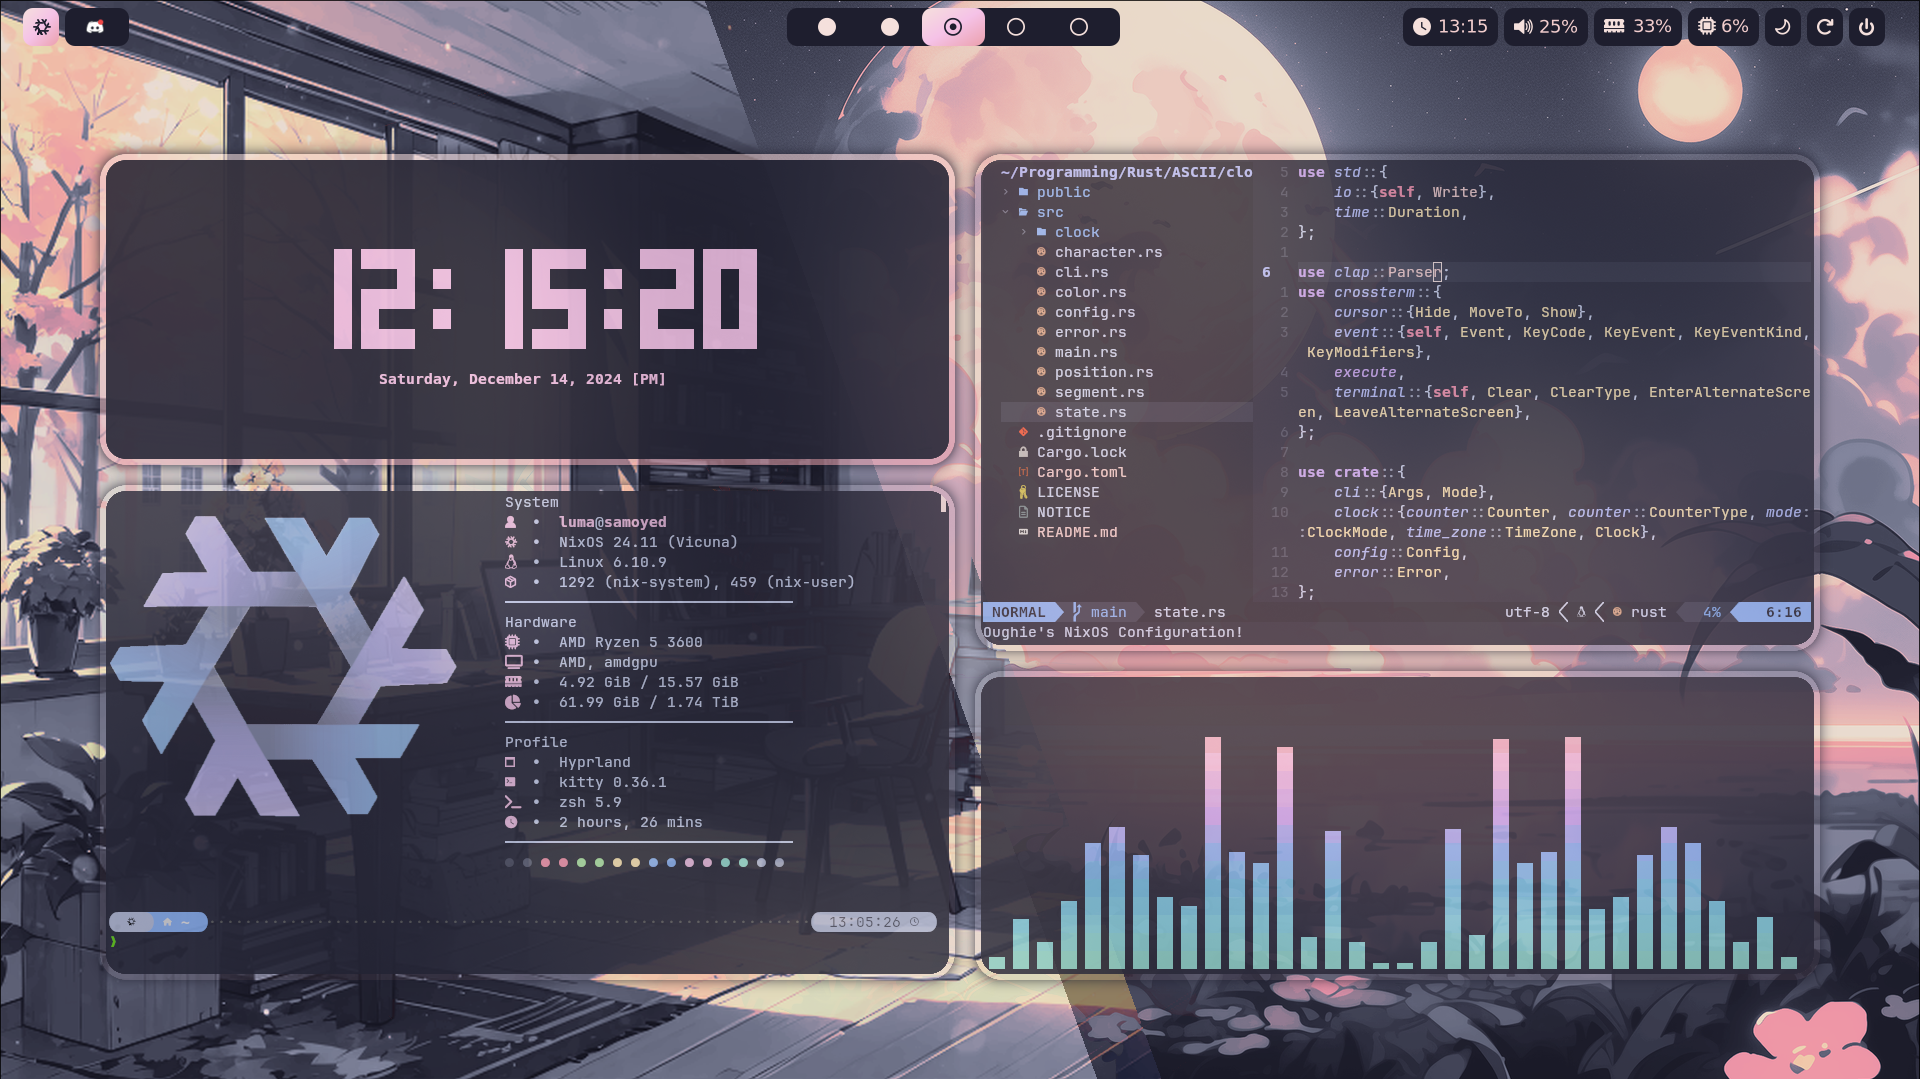 13:15
25%
33%
6%
12:15:20
Saturday, December 14, 2024 [PM]
System
• luma@samoyed
• NixOS 24.11 (Vicuna)
• Linux 6.10.9
• 1292 (nix-system), 459 (nix-user)
Hardware
• AMD Ryzen 5 3600
• AMD, amdgpu
• 4.92 GiB / 15.57 GiB
• 61.99 GiB / 1.74 TiB
Profile
• Hyprland
• kitty 0.36.1
• zsh 5.9
• 2 hours, 26 mins
~
13:05:26
❯
~/Programming/Rust/ASCII/clo
public
src
clock
character.rs
cli.rs
color.rs
config.rs
error.rs
main.rs
position.rs
segment.rs
state.rs
.gitignore
Cargo.lock
Cargo.toml
LICENSE
NOTICE
README.md
5 use std::{
4 io::{self, Write},
3 time::Duration,
2 };
1
6 use clap::Parser;
1 use crossterm::{
2 cursor::{Hide, MoveTo, Show},
3 event::{self, Event, KeyCode, KeyEvent, KeyEventKind,
KeyModifiers},
4 execute,
5 terminal::{self, Clear, ClearType, EnterAlternateScre
en, LeaveAlternateScreen},
6 };
7
8 use crate::{
9 cli::{Args, Mode},
10 clock::{counter::Counter, counter::CounterType, mode:
:ClockMode, time_zone::TimeZone, Clock},
11 config::Config,
12 error::Error,
13 };
NORMAL main state.rs utf-8 rust 4% 6:16
Oughie's NixOS Configuration!